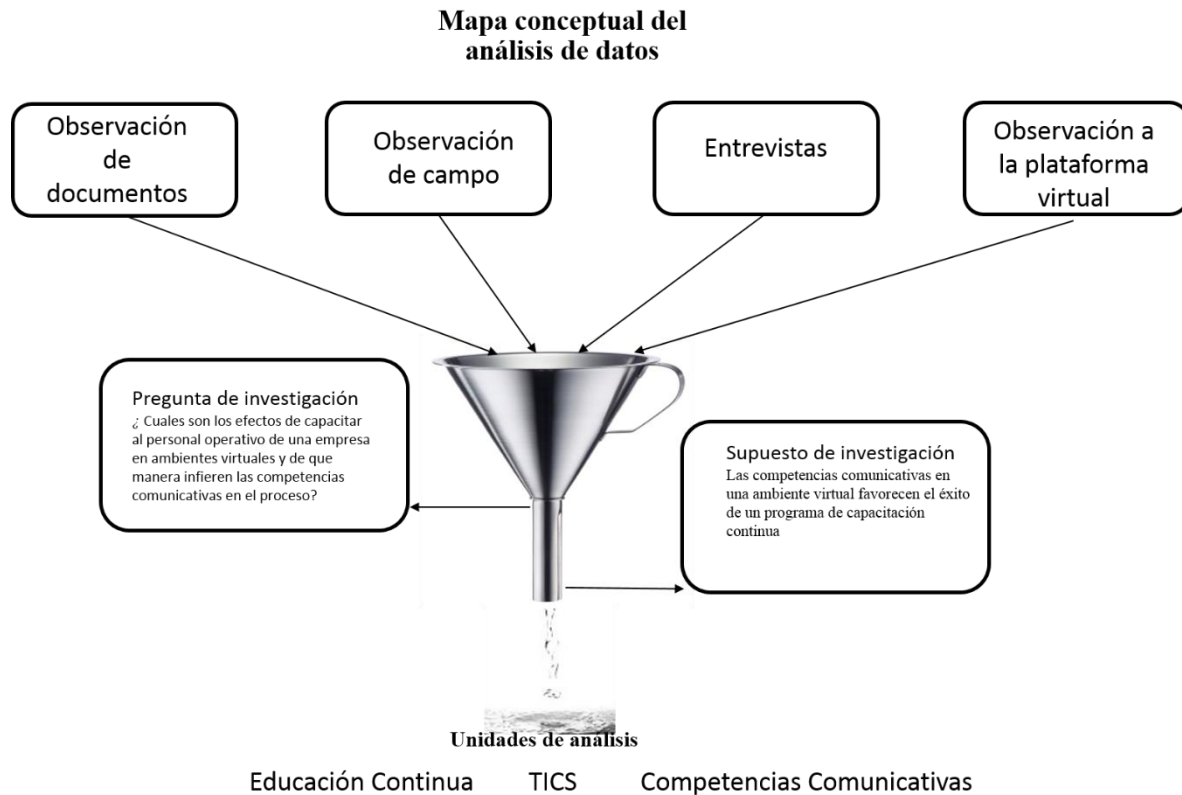 Mapa conceptual del
análisis de datos
Observación
de
documentos
Observación
de campo
Entrevistas
Observación a
la plataforma
virtual
Pregunta de investigación
¿ Cuales son los efectos de capacitar
al personal operativo de una empresa
en ambientes virtuales y de que
manera infieren las competencias
comunicativas en el proceso?
Supuesto de investigación
Las competencias comunicativas en
una ambiente virtual favorecen el éxito
de un programa de capacitación
continua
Unidades de análisis
Educación Continua TICS Competencias Comunicativas